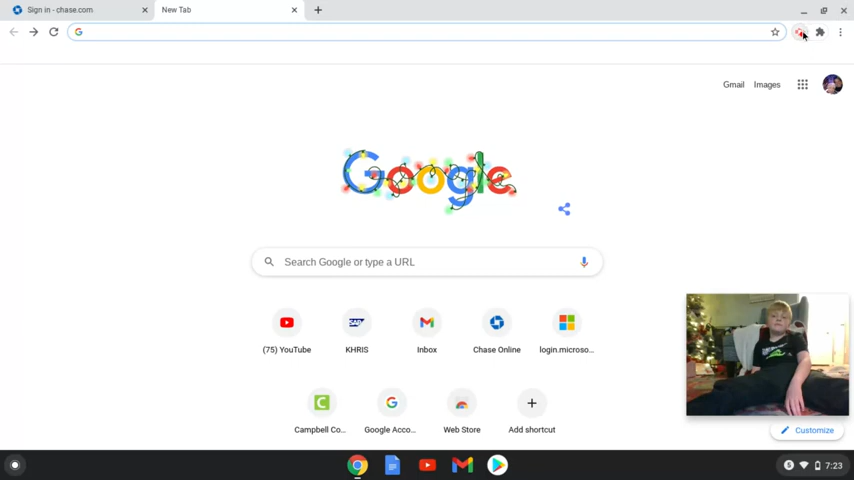 Sign in - chase.com
New Tab
Gmail Images
Google
Search Google or type a URL
(75) YouTube
KHRIS
Inbox
Chase Online
login.microso...
Campbell Co...
Google Acco...
Web Store
Add shortcut
Customize
7:23